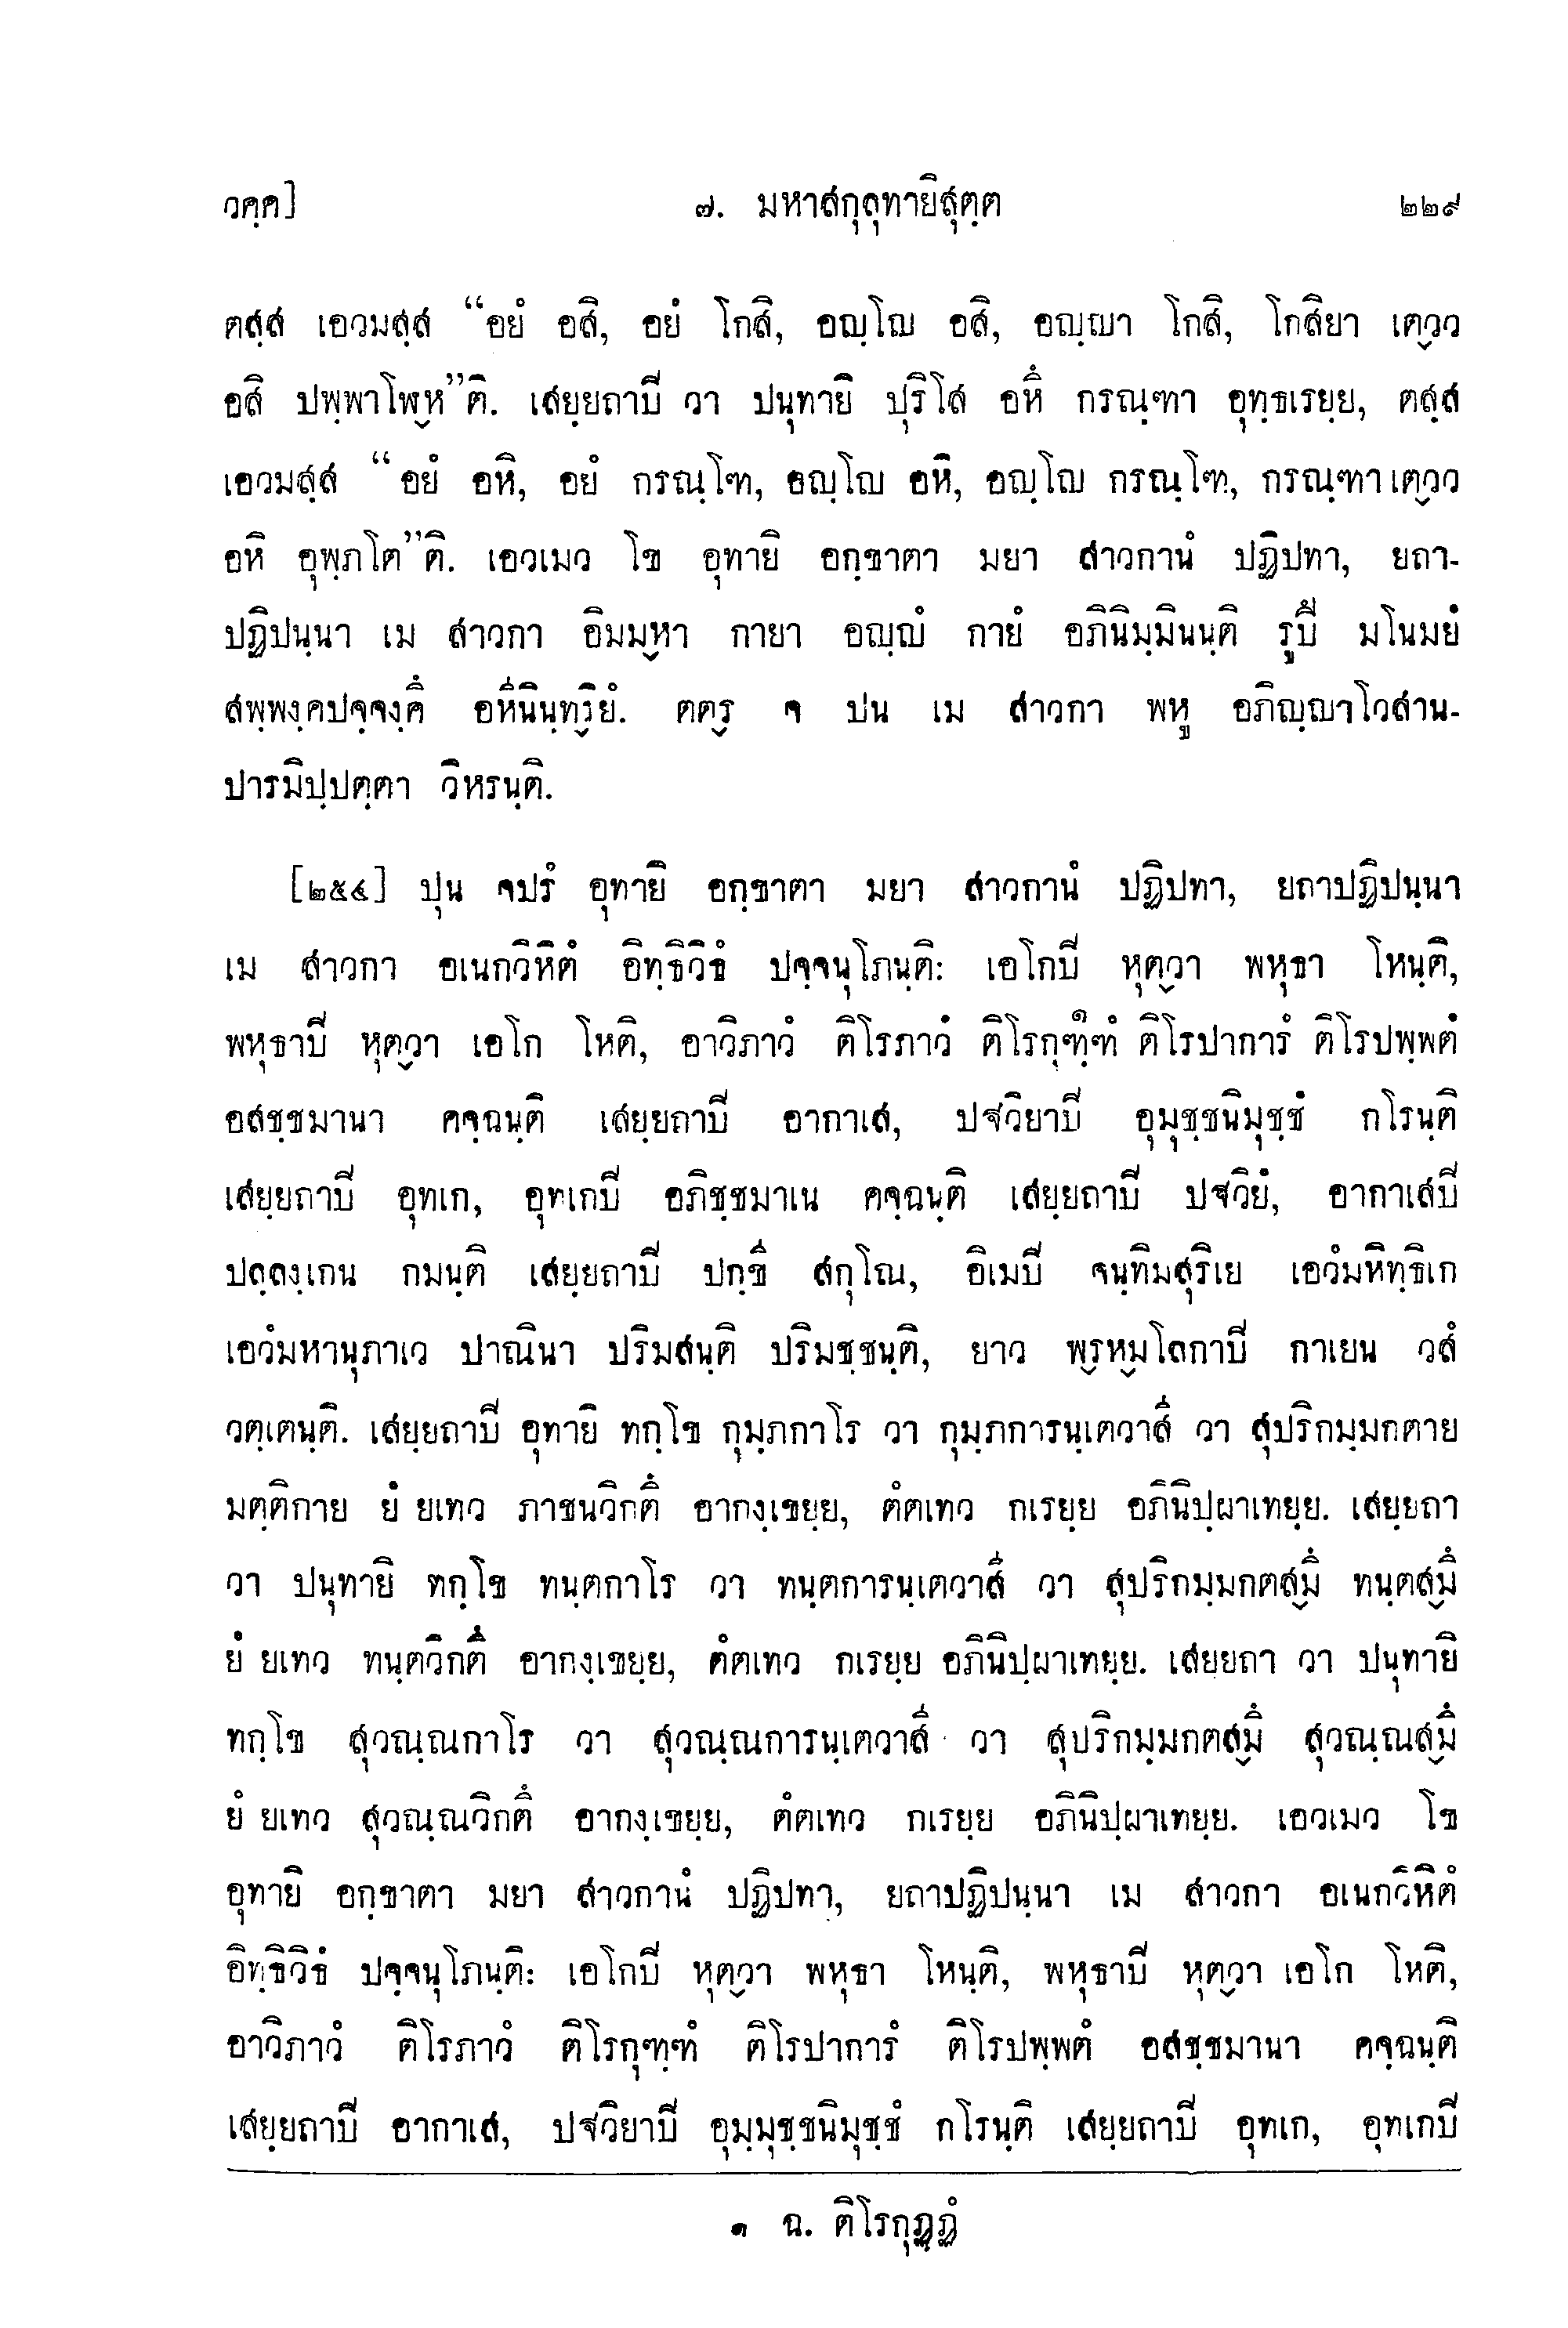 วคฺค] ๗. มหาสกุลุทายิสุตฺต ๒๒๙
ตสฺส เอวมสฺส “อยํ อสิ, อยํ โกสิ, อญฺโญ อสิ, อญฺญา โกสิ, โกสิยา เตฺวว
อสิ ปพฺพาโฬฺห”ติ. เสยฺยถาปิ วา ปนุทายิ ปุริโส อหึ กรณฺฑา อุทฺธเรยฺย, ตสฺส
เอวมสฺส “อยํ อหิ, อยํ กรณฺโฑ, อญฺโญ อหิ, อญฺโญ กรณฺโฑ, กรณฺฑา เตฺวว
อหิ อุพฺภโต”ติ. เอวเมว โข อุทายิ อกฺขาตา มยา สาวกานํ ปฏิปทา, ยถา-
ปฏิปนฺนา เม สาวกา อิมมฺหา กายา อญฺญํ กายํ อภินิมฺมินนฺติ รูปึ มโนมยํ
สพฺพงฺคปจฺจงฺคึ อหีนินฺทฺริยํ. ตตฺร จ ปน เม สาวกา พหู อภิญฺญาโวสาน-
ปารมิปฺปตฺตา วิหรนฺติ.
[๒๕๔] ปุน จปรํ อุทายิ อกฺขาตา มยา สาวกานํ ปฏิปทา, ยถาปฏิปนฺนา
เม สาวกา อเนกวิหิตํ อิทฺธิวิธํ ปจฺจนุโภนฺติ: เอโกปิ หุตฺวา พหุธา โหนฺติ,
พหุธาปิ หุตฺวา เอโก โหติ, อาวิภาวํ ติโรภาวํ ติโรกุฑฺฑํ๑ ติโรปาการํ ติโรปพฺพตํ
อสชฺชมานา คจฺฉนฺติ เสยฺยถาปิ อากาเส, ปฐวิยาปิ อุมุชฺชนิมุชฺชํ กโรนฺติ
เสยฺยถาปิ อุทเก, อุทเกปิ อภิชฺชมาเน คจฺฉนฺติ เสยฺยถาปิ ปฐวิยํ, อากาเสปิ
ปลฺลงฺเกน กมนฺติ เสยฺยถาปิ ปกฺขี สกุโณ, อิเมปิ จนฺทิมสุริเย เอวํมหิทฺธิเก
เอวํมหานุภาเว ปาณินา ปริมสนฺติ ปริมชฺชนฺติ, ยาว พฺรหฺมโลกาปิ กาเยน วสํ
วตฺเตนฺติ. เสยฺยถาปิ อุทายิ ทกฺโข กุมฺภกาโร วา กุมฺภการนฺเตวาสี วา สุปริกมฺมกตาย
มตฺติกาย ยํ ยเทว ภาชนวิกตึ อากงฺเขยฺย, ตํตเทว กเรยฺย อภินิปฺผาเทยฺย. เสยฺยถา
วา ปนุทายิ ทกฺโข ทนฺตกาโร วา ทนฺตการนฺเตวาสี วา สุปริกมฺมกตสฺมึ ทนฺตสฺมึ
ยํ ยเทว ทนฺตวิกตึ อากงฺเขยฺย, ตํตเทว กเรยฺย อภินิปฺผาเทยฺย. เสยฺยถา วา ปนุทายิ
ทกฺโข สุวณฺณกาโร วา สุวณฺณการนฺเตวาสี วา สุปริกมฺมกตสฺมึ สุวณฺณสฺมึ
ยํ ยเทว สุวณฺณวิกตึ อากงฺเขยฺย, ตํตเทว กเรยฺย อภินิปฺผาเทยฺย. เอวเมว โข
อุทายิ อกฺขาตา มยา สาวกานํ ปฏิปทา, ยถาปฏิปนฺนา เม สาวกา อเนกวิหิตํ
อิทฺธิวิธํ ปจฺจนุโภนฺติ: เอโกปิ หุตฺวา พหุธา โหนฺติ, พหุธาปิ หุตฺวา เอโก โหติ,
อาวิภาวํ ติโรภาวํ ติโรกุฑฺฑํ ติโรปาการํ ติโรปพฺพตํ อสชฺชมานา คจฺฉนฺติ
เสยฺยถาปิ อากาเส, ปฐวิยาปิ อุมฺมุชฺชนิมุชฺชํ กโรนฺติ เสยฺยถาปิ อุทเก, อุทเกปิ
๑ ฉ. ติโรกุฏฺฏํ